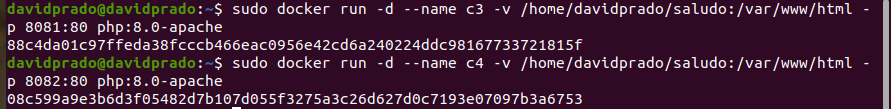 davidprado@davidprado:~$ sudo docker run -d --name c3 -v /home/davidprado/saludo:/var/www/html -
p 8081:80 php:8.0-apache
88c4da01c97ffeda38fcccb466eac0956e42cd6a240224ddc98167733721815f
davidprado@davidprado:~$ sudo docker run -d --name c4 -v /home/davidprado/saludo:/var/www/html -
p 8082:80 php:8.0-apache
08c599a9e3b6d3f05482d7b107d055f3275a3c26d627d0c7193e07097b3a6753